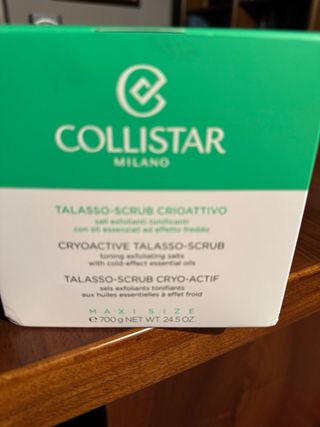 COLLISTAR
MILANO
TALASSO-SCRUB CRIOATTIVO
sali esfolianti tonificanti
con oli essenziali ad effetto freddo
CRYOACTIVE TALASSO-SCRUB
toning exfoliating salts
with cold-effect essential oils
TALASSO-SCRUB CRYO-ACTIF
sels exfoliants tonifiants
aux huiles essentielles à effet froid
MAXI SIZE
℮ 700 g NET WT. 24.5 OZ.